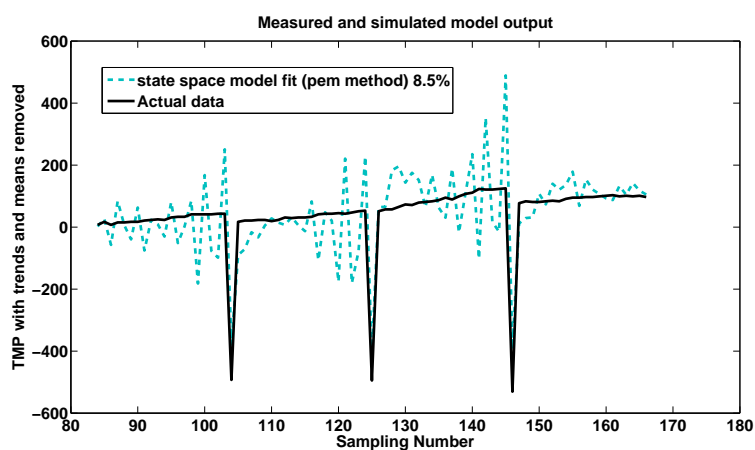 Measured and simulated model output
TMP with trends and means removed
600
400
200
0
−200
−400
−600
state space model fit (pem method) 8.5%
Actual data
80 90 100 110 120 130 140 150 160 170 180
Sampling Number